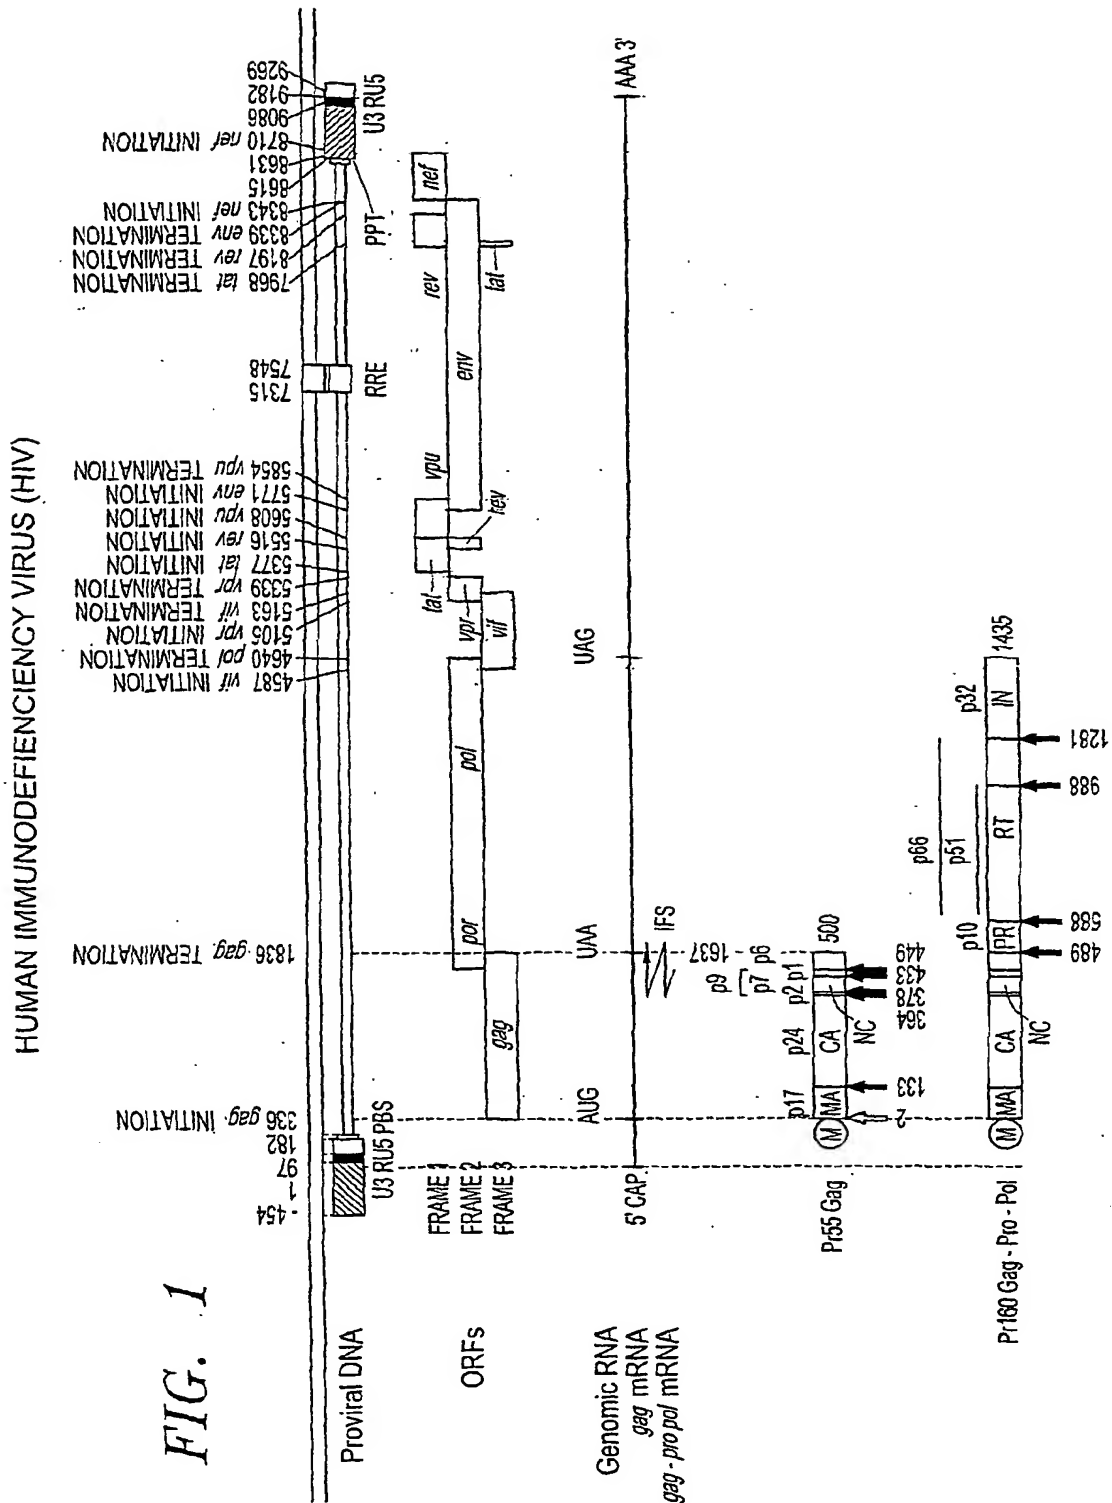 HUMAN IMMUNODEFICIENCY VIRUS (HIV)
FIG. 1
Proviral DNA
-454
1
97
182
336 gag. INITIATION
1836 gag. TERMINATION
4587 vif INITIATION
4640 pol TERMINATION
5105 vpr INITIATION
5163 vif TERMINATION
5339 vpr TERMINATION
5377 tat INITIATION
5516 rev INITIATION
5608 vpu INITIATION
5771 env INITIATION
5854 vpu TERMINATION
7315
7548
7968 tat TERMINATION
8197 rev TERMINATION
8339 env TERMINATION
8343 nef INITIATION
8615
8631
8710 nef INITIATION
9086
9182
9269
U3 RU5 PBS
RRE
PPT
U3 RU5
ORFs
FRAME 1
FRAME 2
FRAME 3
gag
por
pol
vif
vpr
tat
rev
vpu
env
rev
tat
nef
Genomic RNA
gag mRNA
gag - pro pol mRNA
5' CAP
AUG
UAA
UAG
AAA 3'
IFS
1637
Pr55 Gag
p17
p24
p2
p9
p7
p1
p6
M
MA
CA
NC
500
2
133
364
378
433
449
Pr160 Gag - Pro - Pol
M
MA
CA
NC
p10
PR
p66
p51
RT
p32
IN
1435
489
588
988
1281